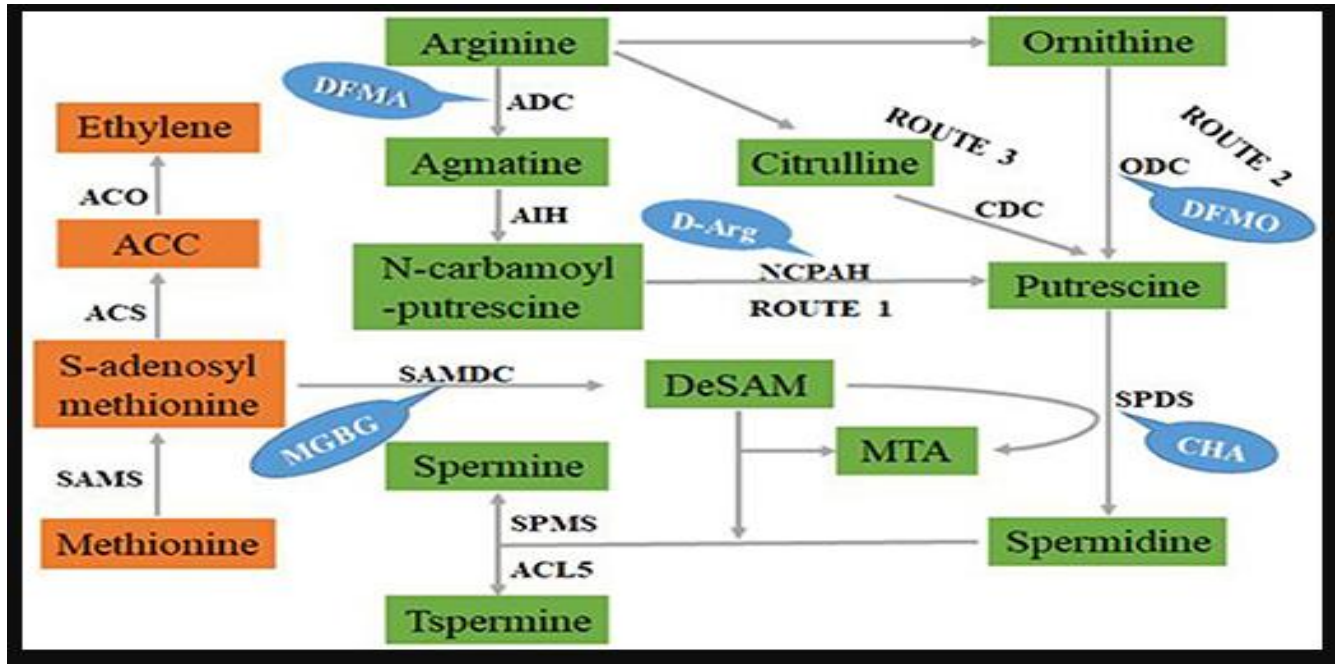 Arginine
Ornithine
DFMA
ADC
Ethylene
ROUTE 3
ROUTE 2
Agmatine
Citrulline
ODC
ACO
AIH
D-Arg
CDC
DFMO
ACC
N-carbamoyl
-putrescine
NCPAH
ROUTE 1
Putrescine
ACS
S-adenosyl
methionine
SAMDC
DeSAM
SPDS
MGBG
Spermine
MTA
CHA
SAMS
Methionine
SPMS
ACL5
Spermidine
Tspermine